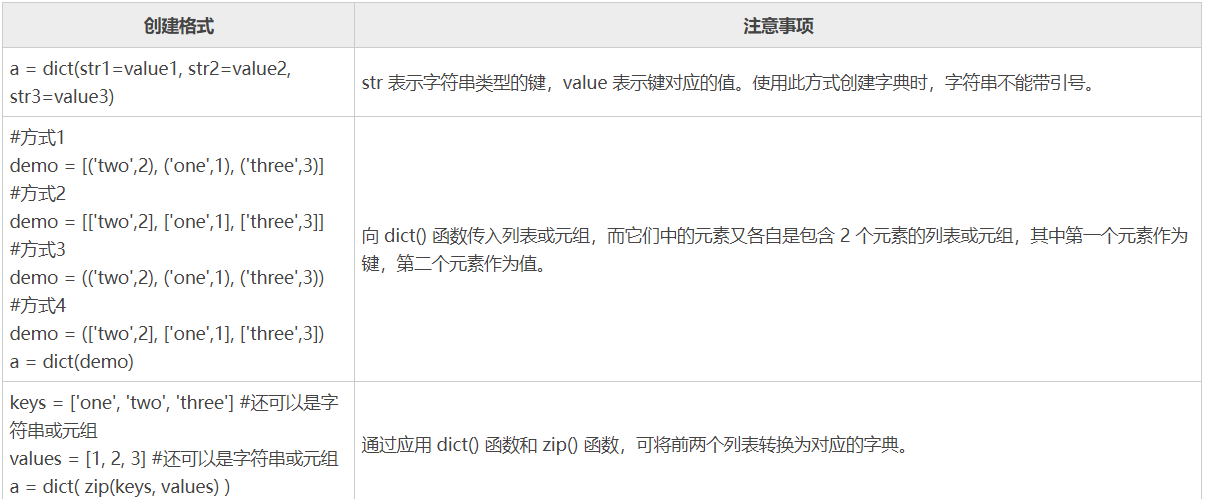 创建格式
注意事项
a = dict(str1=value1, str2=value2,
str3=value3)
str 表示字符串类型的键，value 表示键对应的值。使用此方式创建字典时，字符串不能带引号。
#方式1
demo = [('two',2), ('one',1), ('three',3)]
#方式2
demo = [['two',2], ['one',1], ['three',3]]
#方式3
demo = (('two',2), ('one',1), ('three',3))
#方式4
demo = (['two',2], ['one',1], ['three',3])
a = dict(demo)
向 dict() 函数传入列表或元组，而它们中的元素又各自是包含 2 个元素的列表或元组，其中第一个元素作为
键，第二个元素作为值。
keys = ['one', 'two', 'three'] #还可以是字
符串或元组
values = [1, 2, 3] #还可以是字符串或元组
a = dict( zip(keys, values) )
通过应用 dict() 函数和 zip() 函数，可将前两个列表转换为对应的字典。